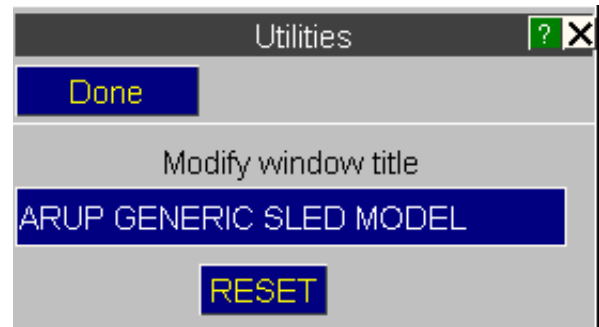 Utilities ? X
Done
Modify window title
ARUP GENERIC SLED MODEL
RESET